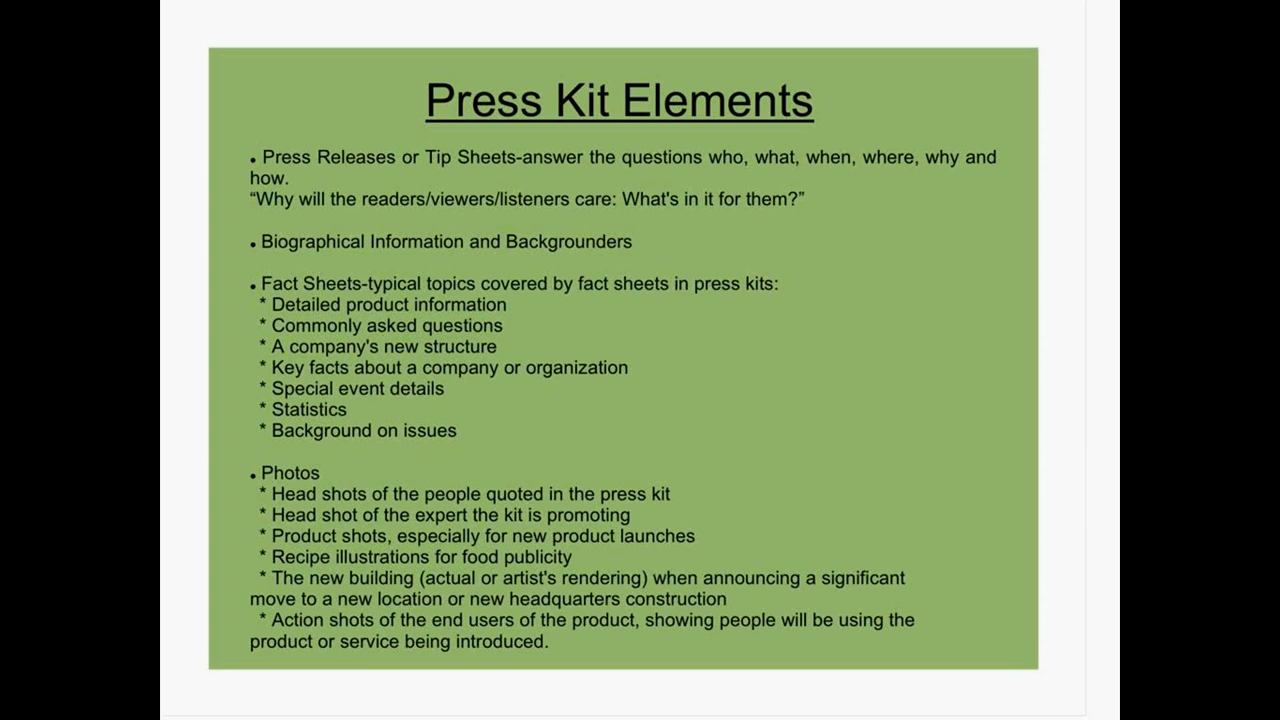 Press Kit Elements
• Press Releases or Tip Sheets-answer the questions who, what, when, where, why and
how.
“Why will the readers/viewers/listeners care: What's in it for them?”
• Biographical Information and Backgrounders
• Fact Sheets-typical topics covered by fact sheets in press kits:
* Detailed product information
* Commonly asked questions
* A company's new structure
* Key facts about a company or organization
* Special event details
* Statistics
* Background on issues
• Photos
* Head shots of the people quoted in the press kit
* Head shot of the expert the kit is promoting
* Product shots, especially for new product launches
* Recipe illustrations for food publicity
* The new building (actual or artist's rendering) when announcing a significant
move to a new location or new headquarters construction
* Action shots of the end users of the product, showing people will be using the
product or service being introduced.